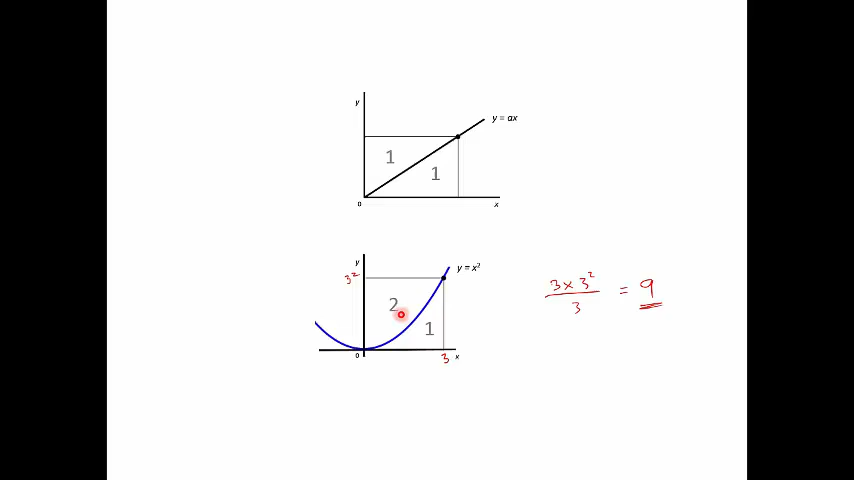 y
y = ax
1
1
0
x
y
y = x²
3²
2
1
0
3
x
3 x 3²
3
= 9